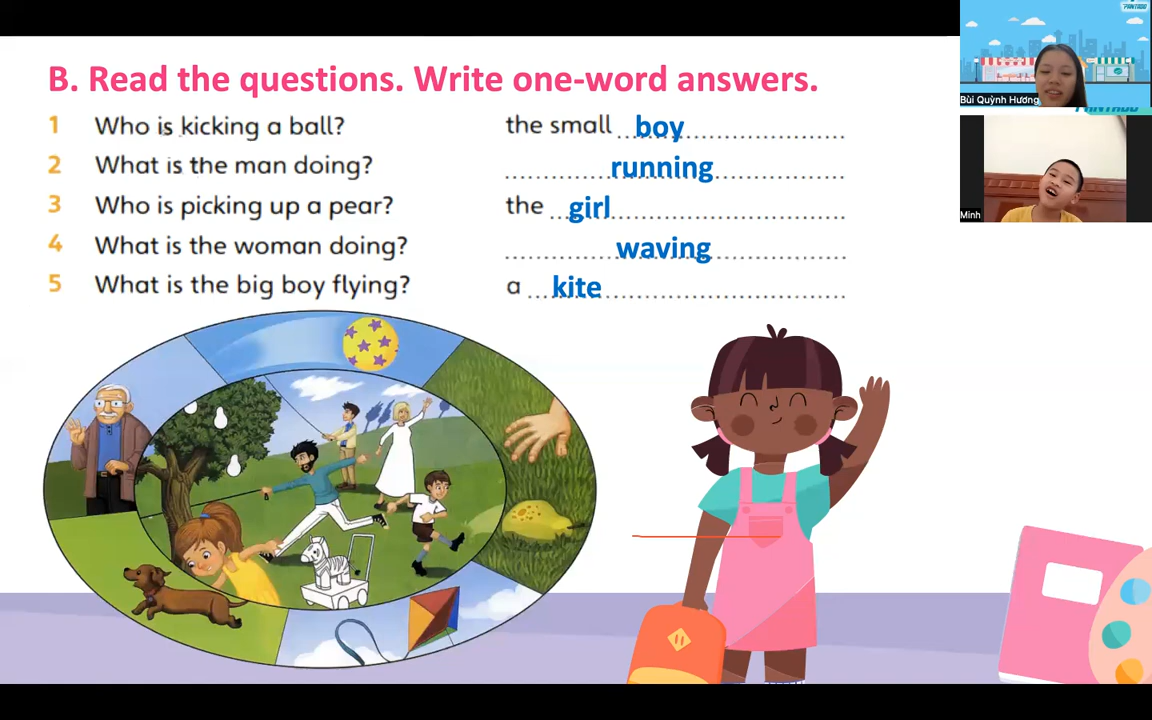 PANTADO
B. Read the questions. Write one-word answers.
1 Who is kicking a ball? the small boy
2 What is the man doing? running
3 Who is picking up a pear? the girl
4 What is the woman doing? waving
5 What is the big boy flying? a kite
Bùi Quỳnh Hương
PANTADO
Minh